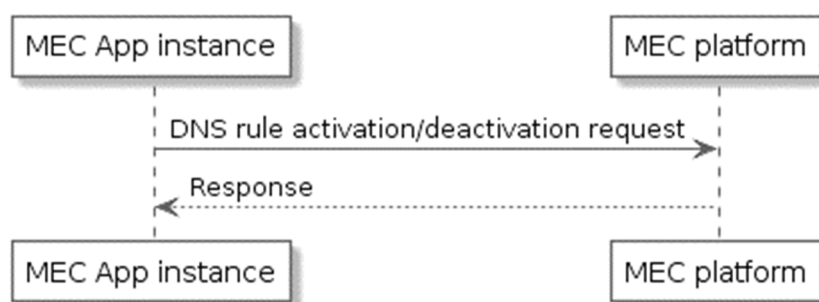 MEC App instance
MEC platform
DNS rule activation/deactivation request
Response
MEC App instance
MEC platform